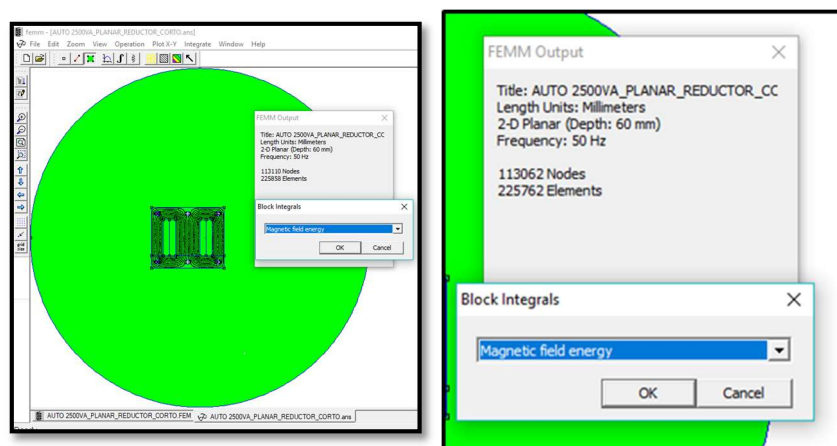 femm - [AUTO 2500VA_PLANAR_REDUCTOR_CORTO.ans]
File Edit Zoom View Operation Plot X-Y Integrate Window Help
FEMM Output
Title: AUTO 2500VA_PLANAR_REDUCTOR_CC
Length Units: Millimeters
2-D Planar (Depth: 60 mm)
Frequency: 50 Hz
113110 Nodes
225858 Elements
Block Integrals
Magnetic field energy
OK Cancel
AUTO 2500VA_PLANAR_REDUCTOR_CORTO.FEM AUTO 2500VA_PLANAR_REDUCTOR_CORTO.ans
FEMM Output
Title: AUTO 2500VA_PLANAR_REDUCTOR_CC
Length Units: Millimeters
2-D Planar (Depth: 60 mm)
Frequency: 50 Hz
113062 Nodes
225762 Elements
Block Integrals
Magnetic field energy
OK Cancel